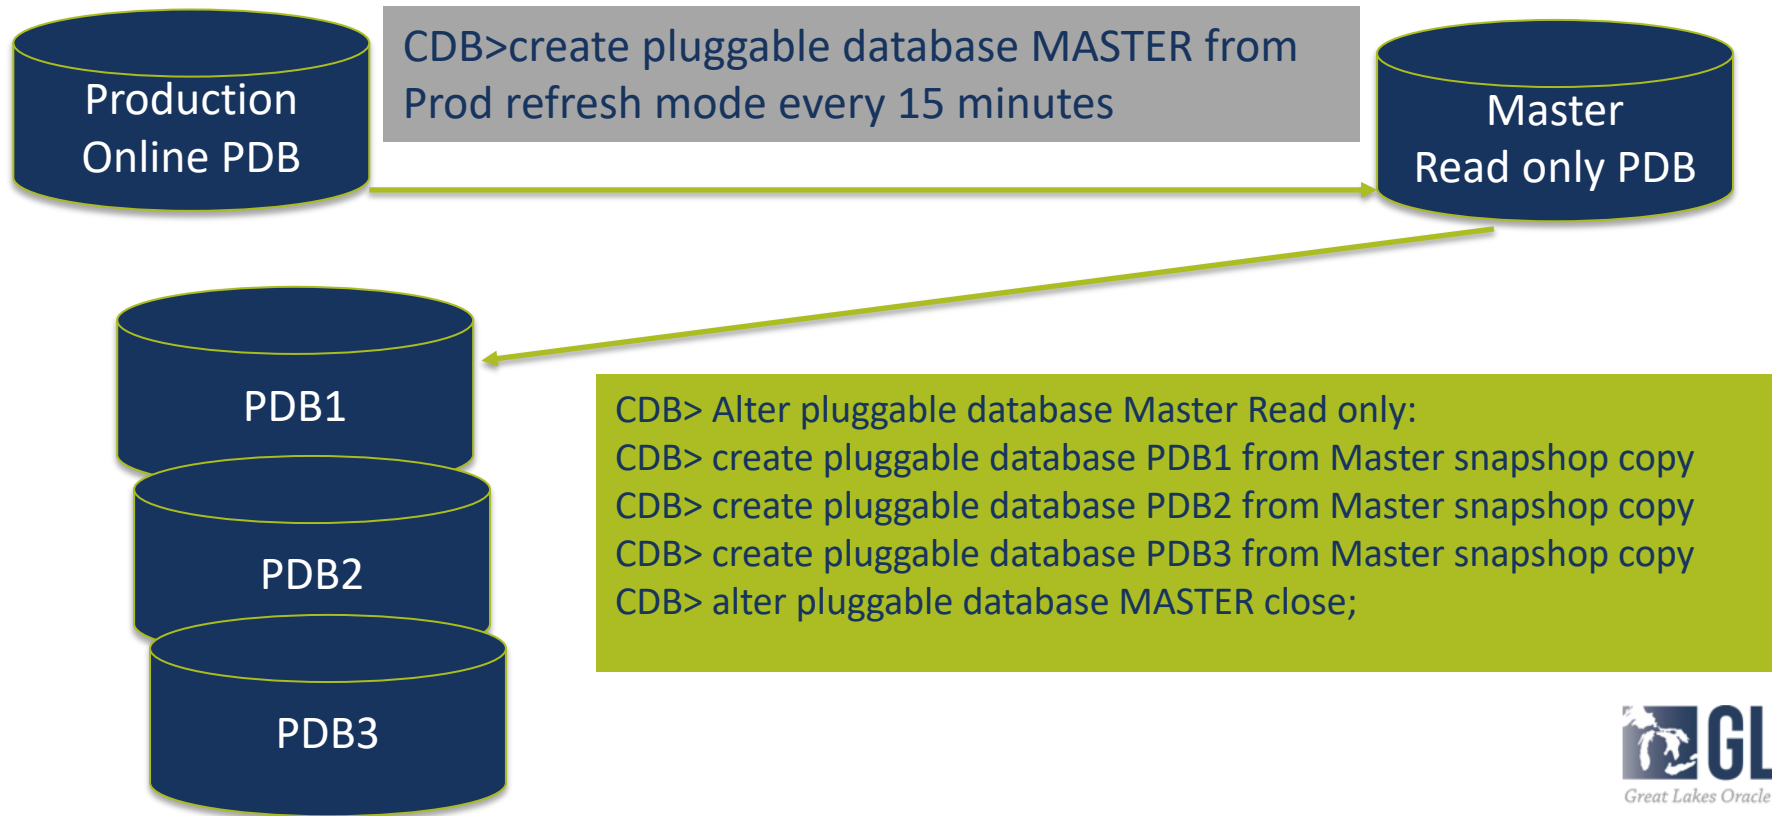 Production
Online PDB
CDB>create pluggable database MASTER from
Prod refresh mode every 15 minutes
Master
Read only PDB
PDB1
PDB2
PDB3
CDB> Alter pluggable database Master Read only:
CDB> create pluggable database PDB1 from Master snapshop copy
CDB> create pluggable database PDB2 from Master snapshop copy
CDB> create pluggable database PDB3 from Master snapshop copy
CDB> alter pluggable database MASTER close;
GL
Great Lakes Oracle